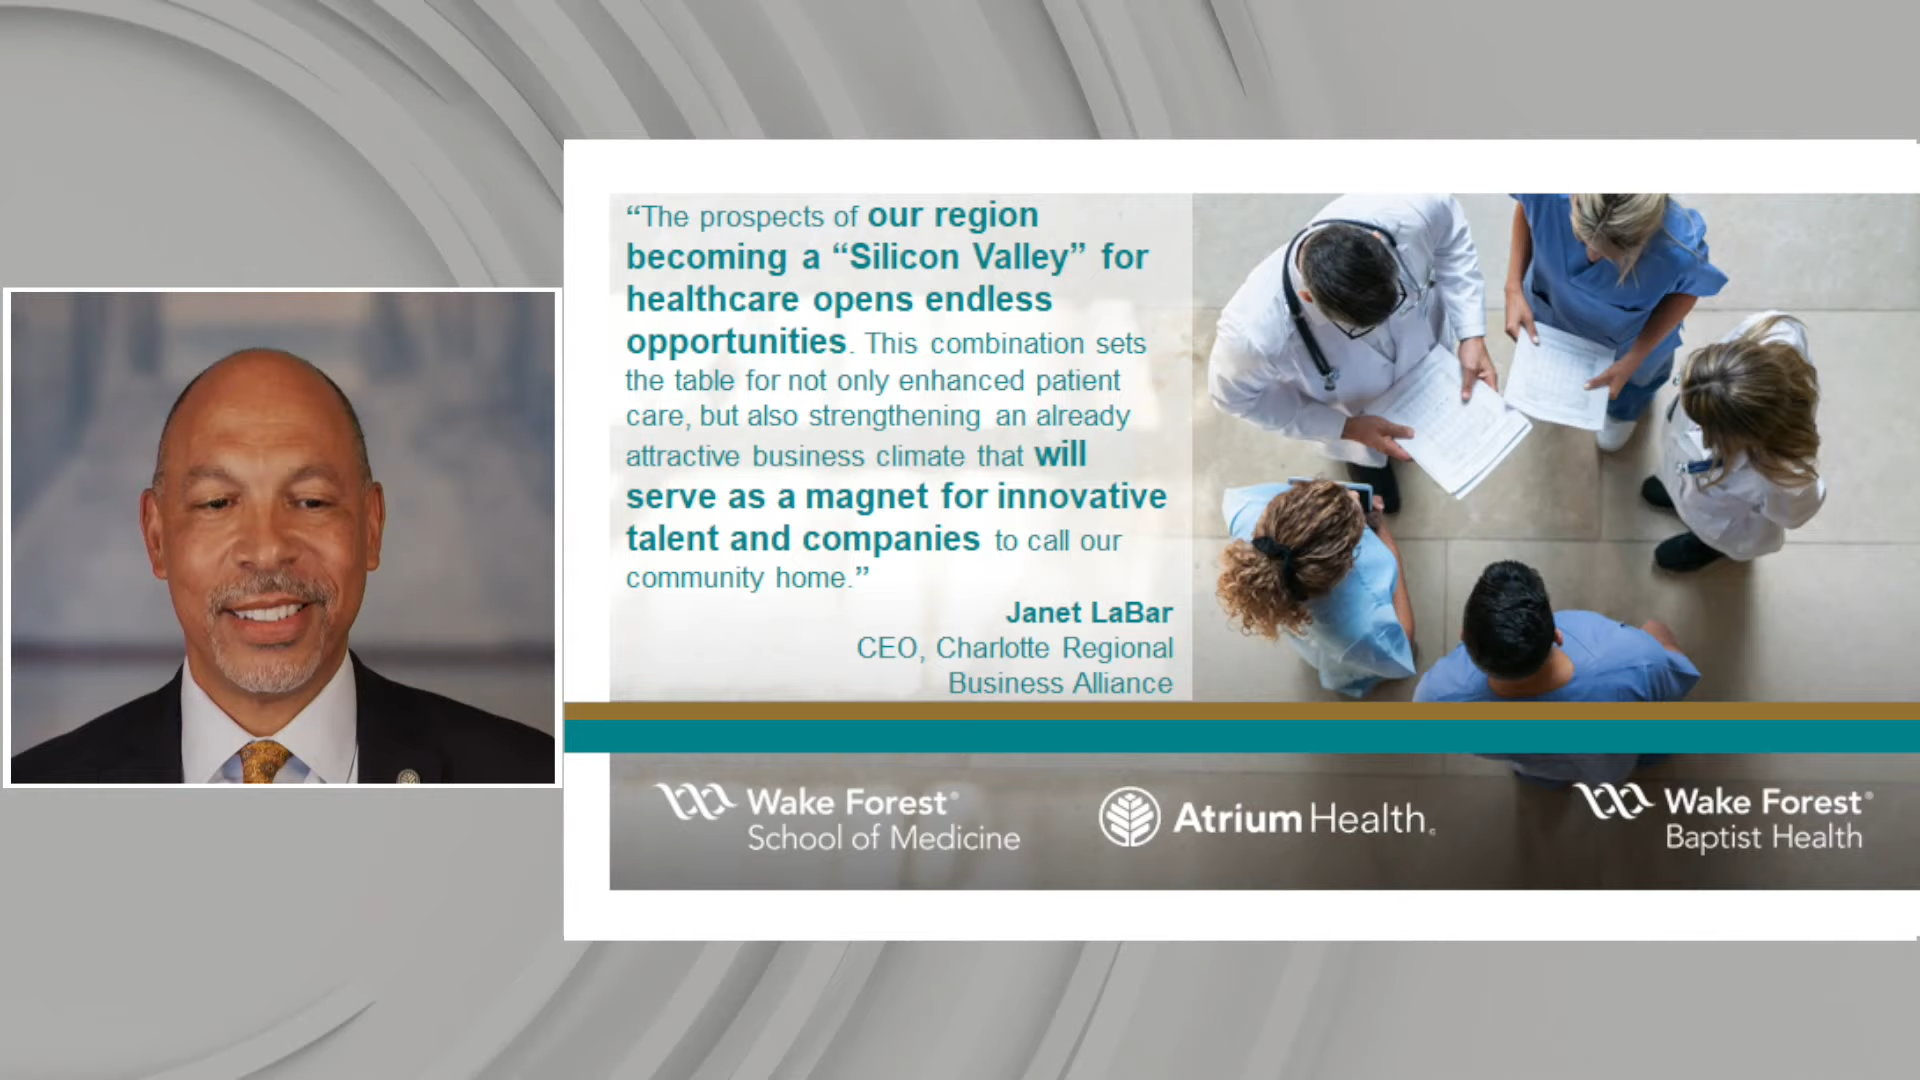 “The prospects of our region
becoming a “Silicon Valley” for
healthcare opens endless
opportunities. This combination sets
the table for not only enhanced patient
care, but also strengthening an already
attractive business climate that will
serve as a magnet for innovative
talent and companies to call our
community home.”
Janet LaBar
CEO, Charlotte Regional
Business Alliance
Wake Forest®
School of Medicine
Atrium Health®
Wake Forest®
Baptist Health